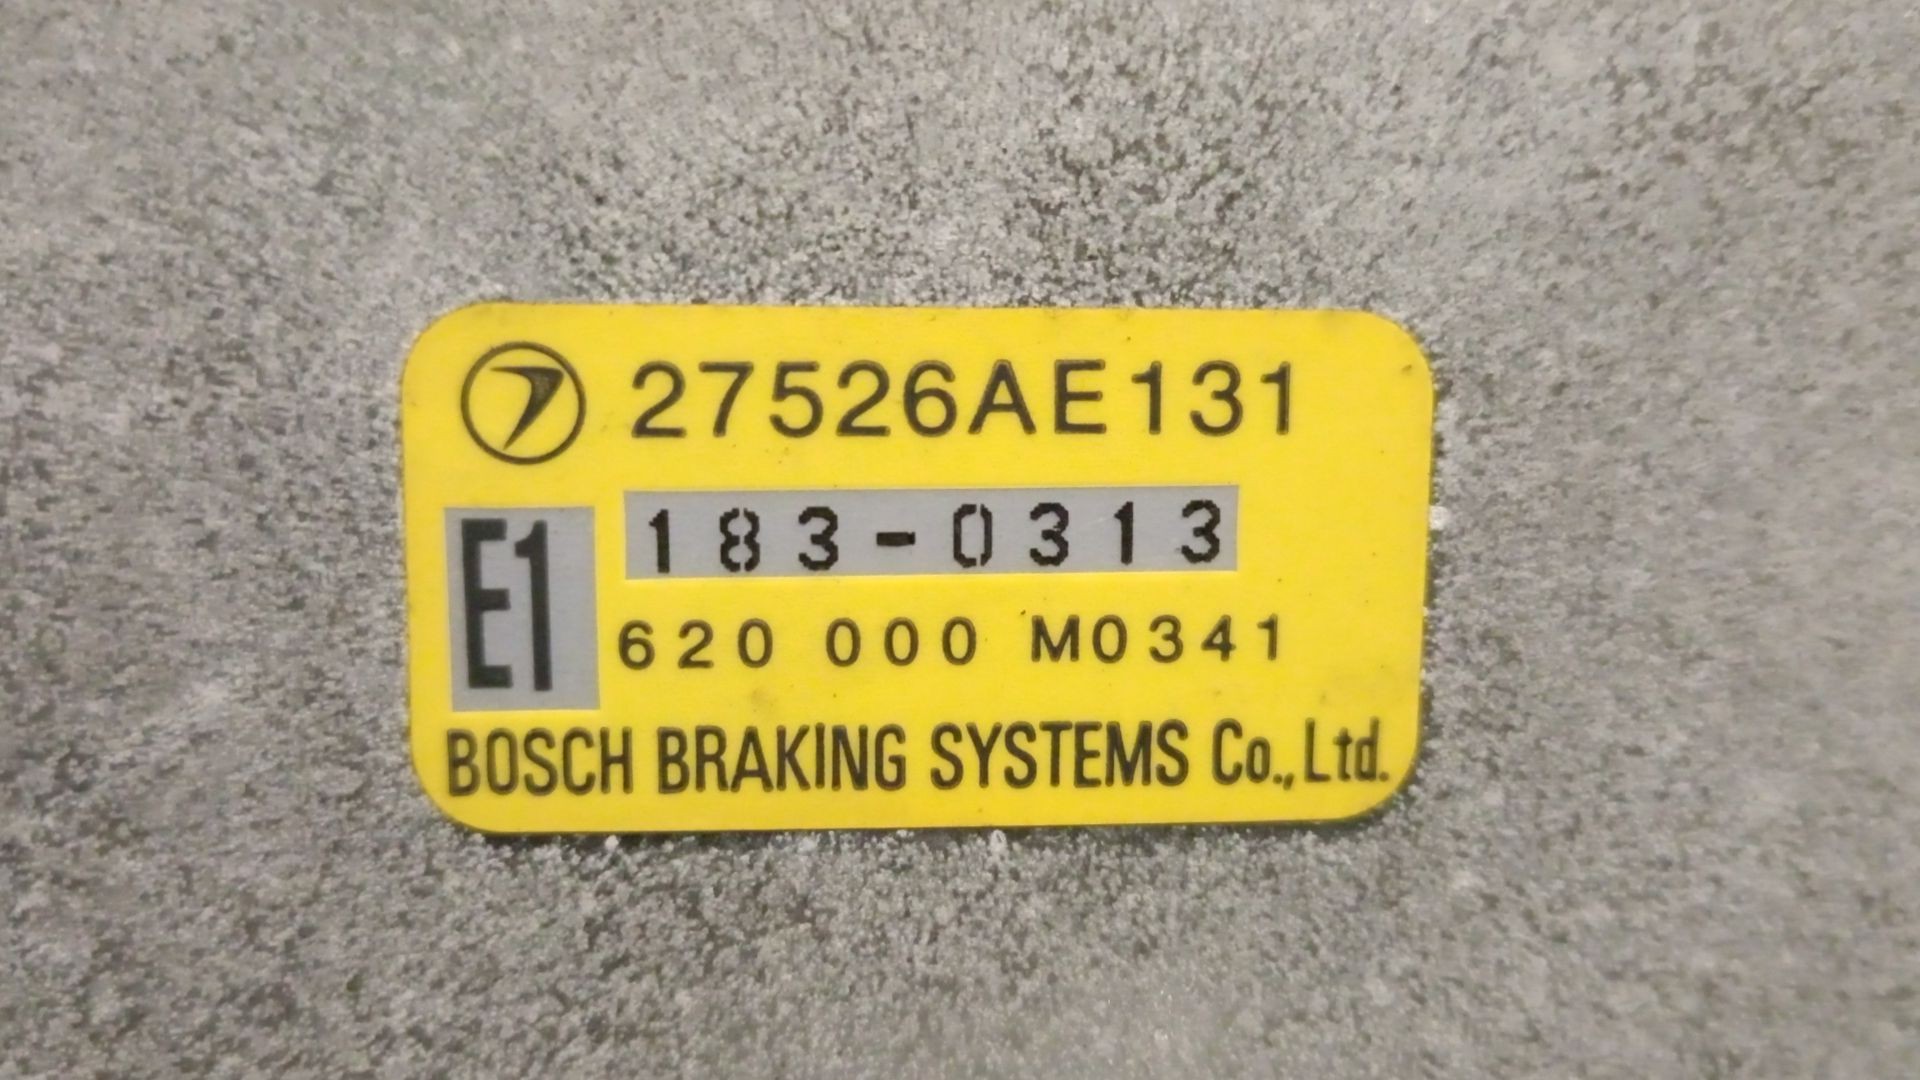 27526AE131
183-0313
E1
620 000 M0341
BOSCH BRAKING SYSTEMS Co., Ltd.